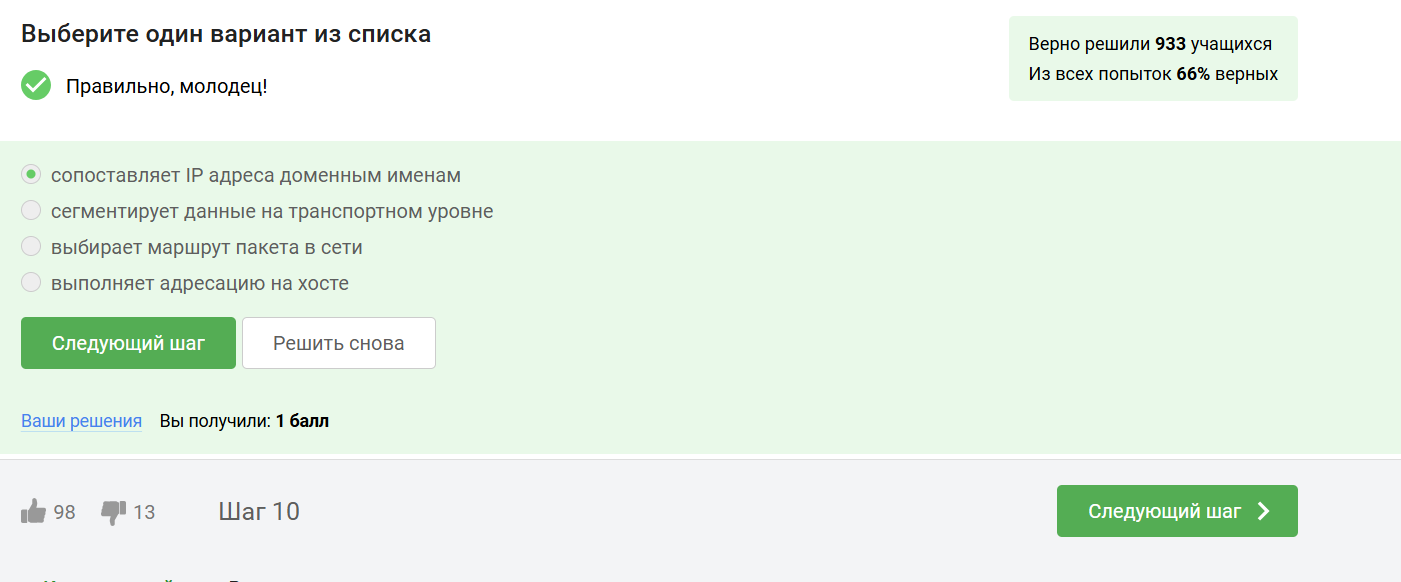 Выберите один вариант из списка
Верно решили 933 учащихся
Из всех попыток 66% верных
Правильно, молодец!
сопоставляет IP адреса доменным именам
сегментирует данные на транспортном уровне
выбирает маршрут пакета в сети
выполняет адресацию на хосте
Следующий шаг Решить снова
Ваши решения Вы получили: 1 балл
98 13 Шаг 10 Следующий шаг